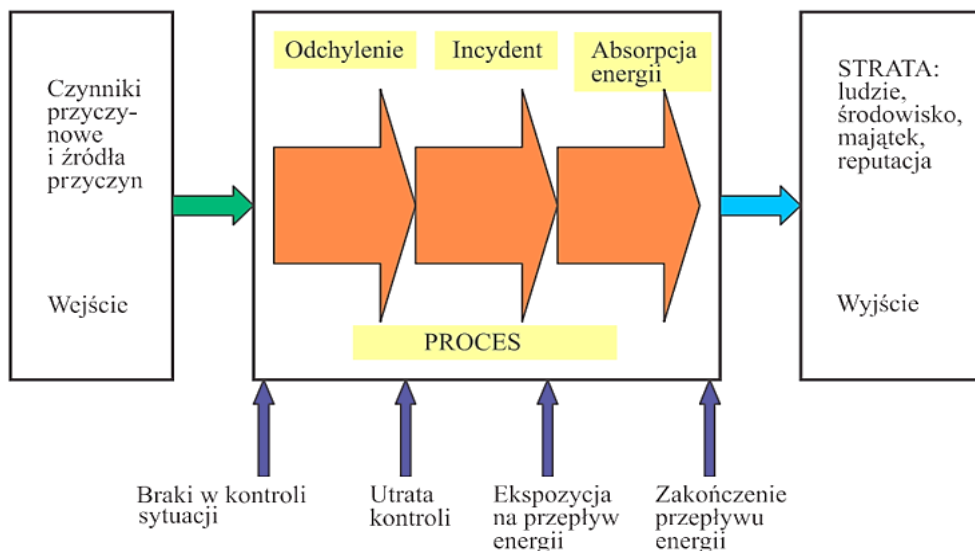 Czynniki
przyczy-
nowe
i źródła
przyczyn
Wejście
Odchylenie
Incydent
Absorpcja
energii
PROCES
STRATA:
ludzie,
środowisko,
majątek,
reputacja
Wyjście
Braki w kontroli
sytuacji
Utrata
kontroli
Ekspozycja
na przepływ
energii
Zakończenie
przepływu
energii